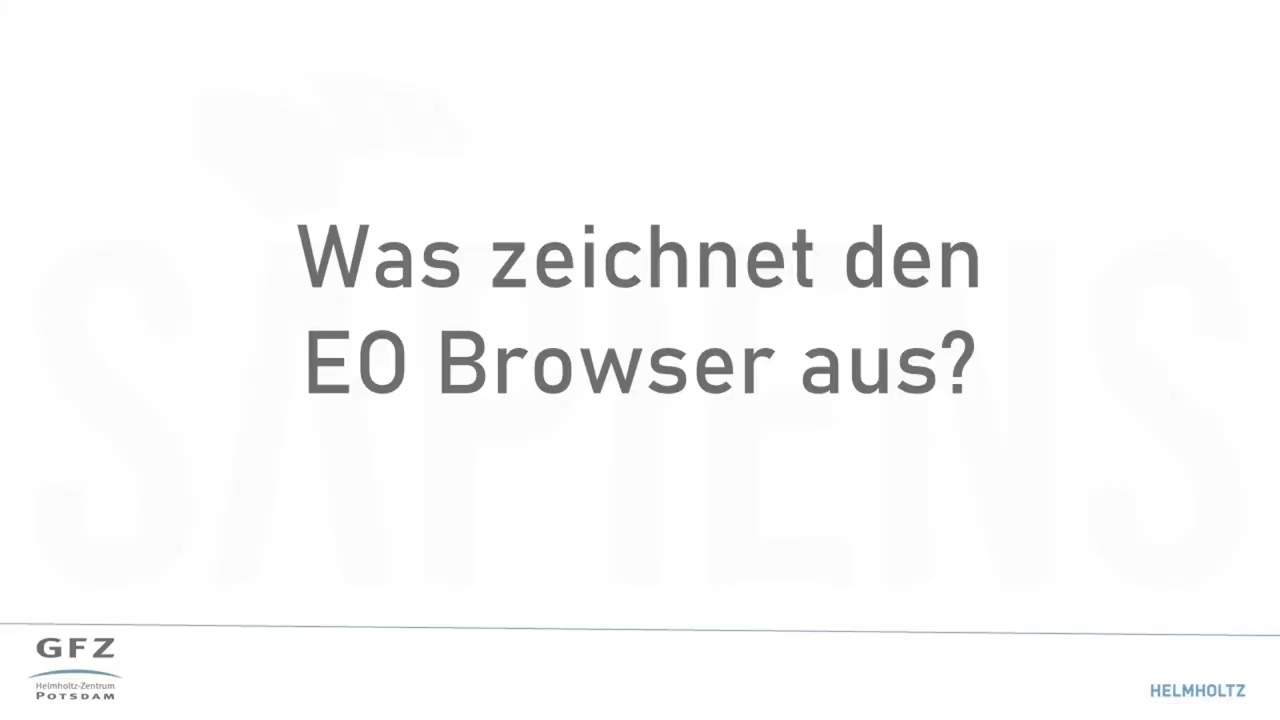 Was zeichnet den
EO Browser aus?
SAPIENS
GFZ
Helmholtz-Zentrum
POTSDAM
HELMHOLTZ